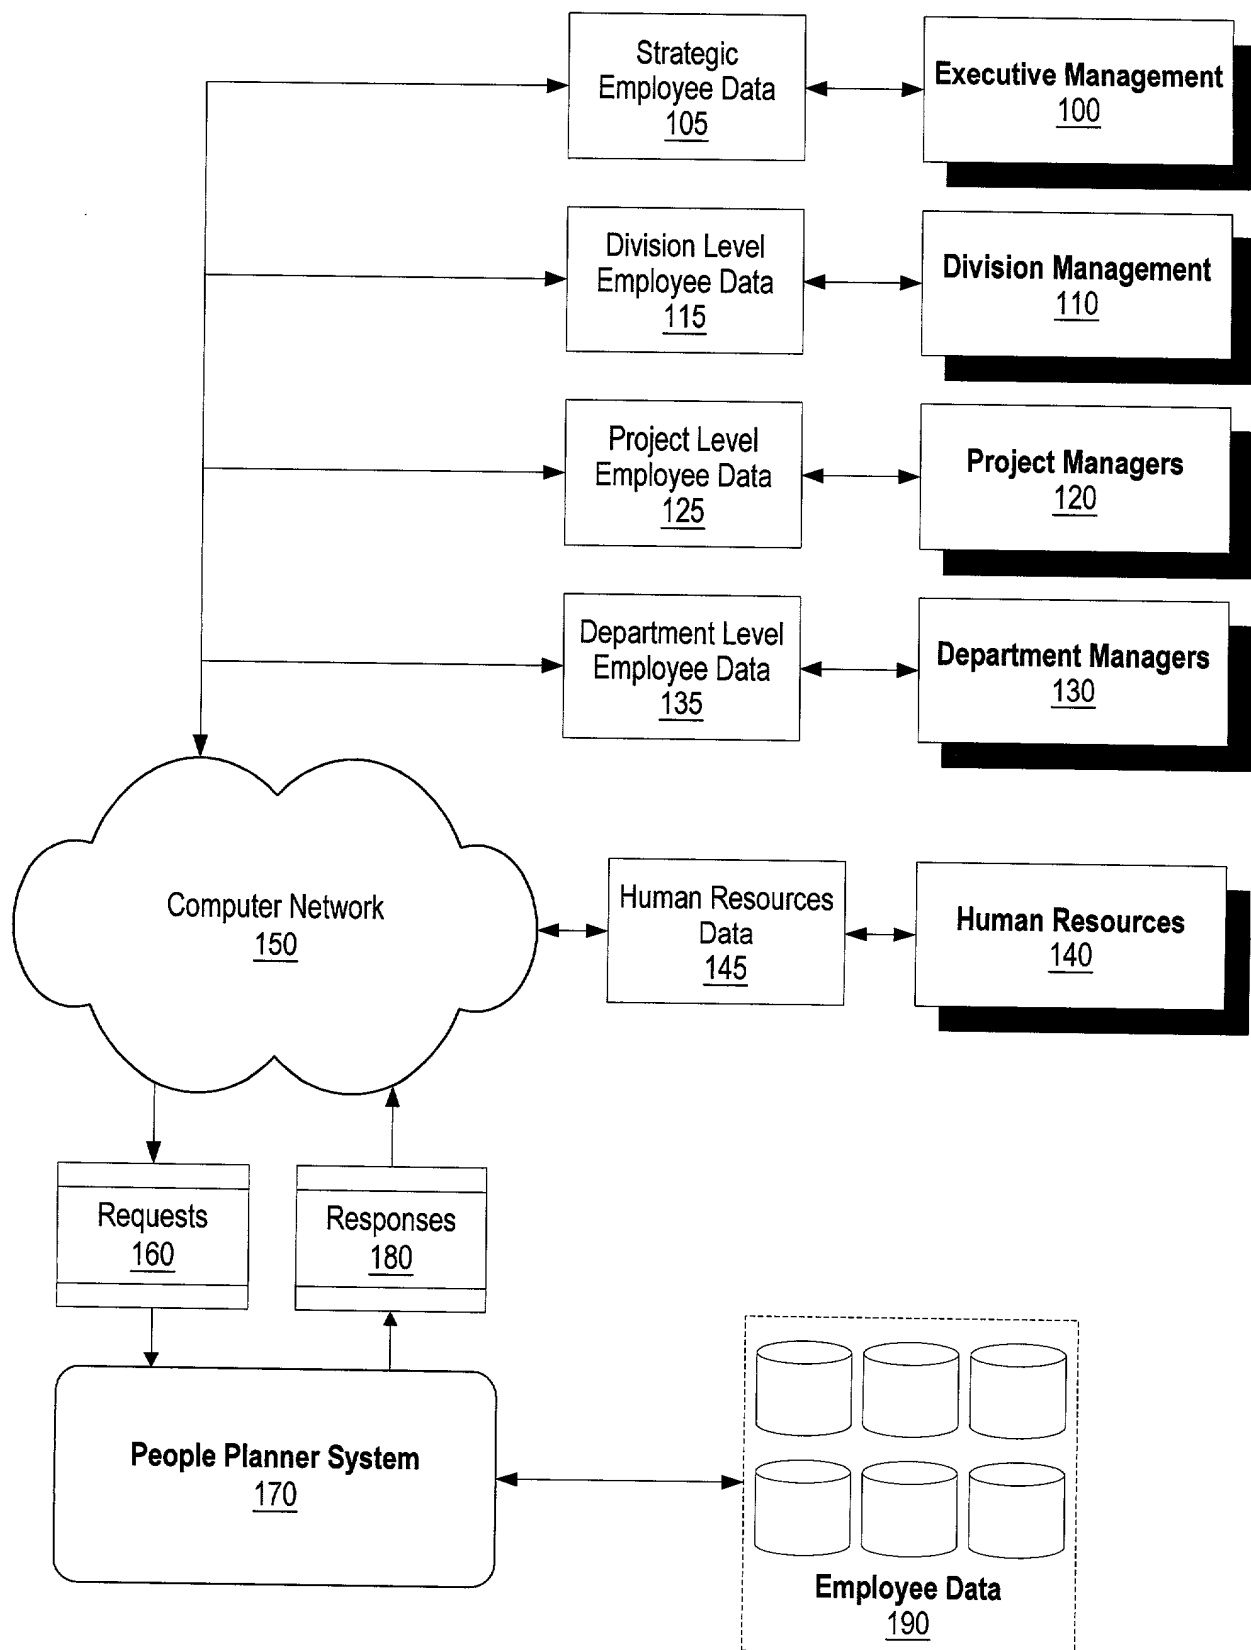 Strategic
Employee Data
105
Executive Management
100
Division Level
Employee Data
115
Division Management
110
Project Level
Employee Data
125
Project Managers
120
Department Level
Employee Data
135
Department Managers
130
Computer Network
150
Human Resources
Data
145
Human Resources
140
Requests
160
Responses
180
People Planner System
170
Employee Data
190